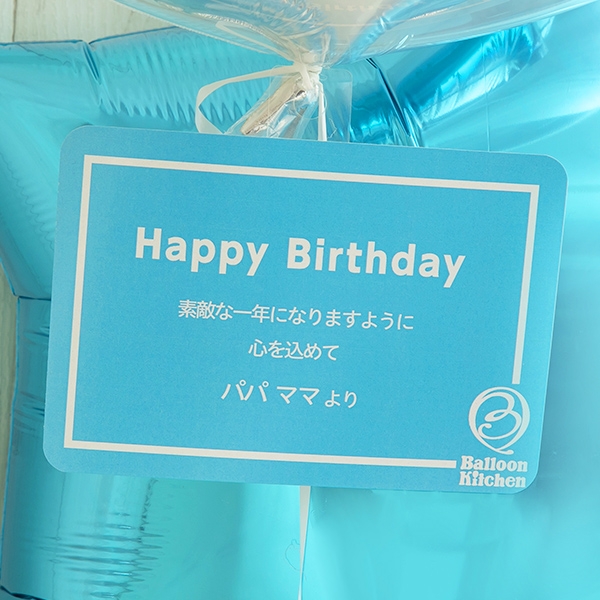 Happy Birthday
素敵な一年になりますように
心を込めて
パパ ママ より
Balloon
Kitchen